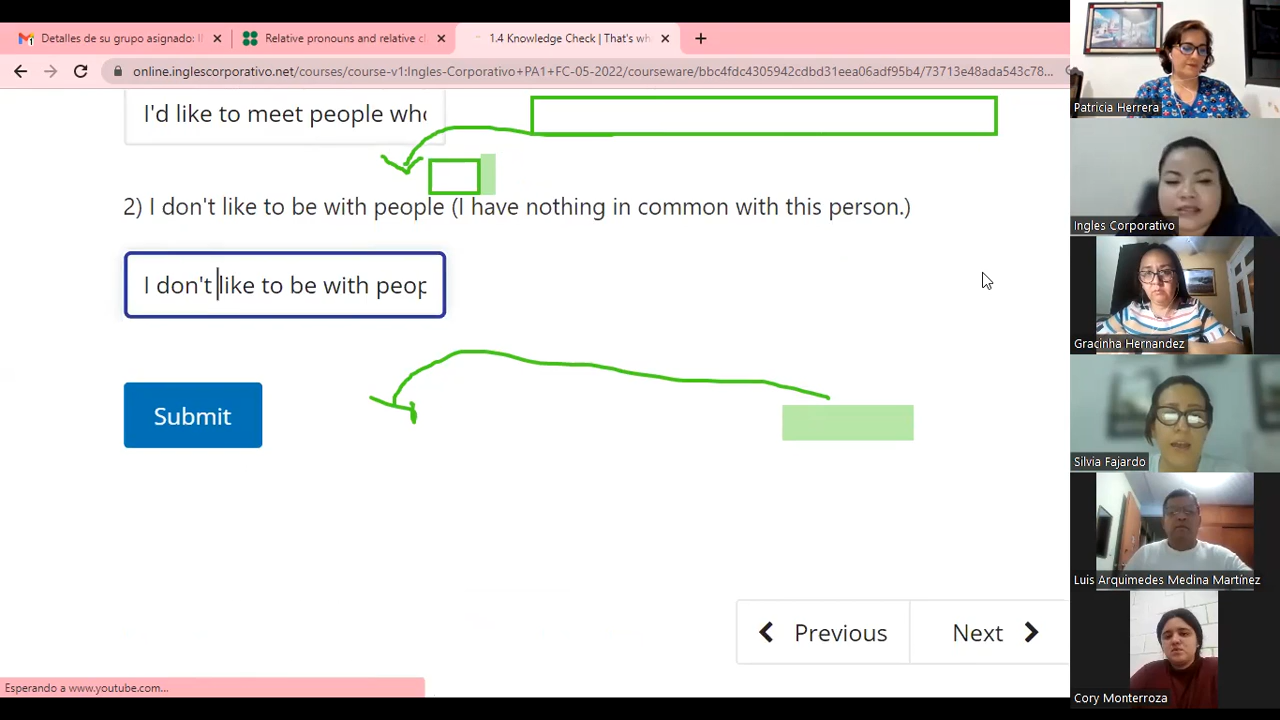 Detalles de su grupo asignado: I
Relative pronouns and relative cl
1.4 Knowledge Check | That's wh
online.inglescorporativo.net/courses/course-v1:Ingles-Corporativo+PA1+FC-05-2022/courseware/bbc4fdc4305942cdbd31eea06adf95b4/73713e48ada543c78...
I'd like to meet people who
2) I don't like to be with people (I have nothing in common with this person.)
I don't like to be with peop
Submit
Previous
Next
Esperando a www.youtube.com...
Patricia Herrera
Ingles Corporativo
Gracinha Hernandez
Silvia Fajardo
Luis Arquimedes Medina Martínez
Cory Monterroza